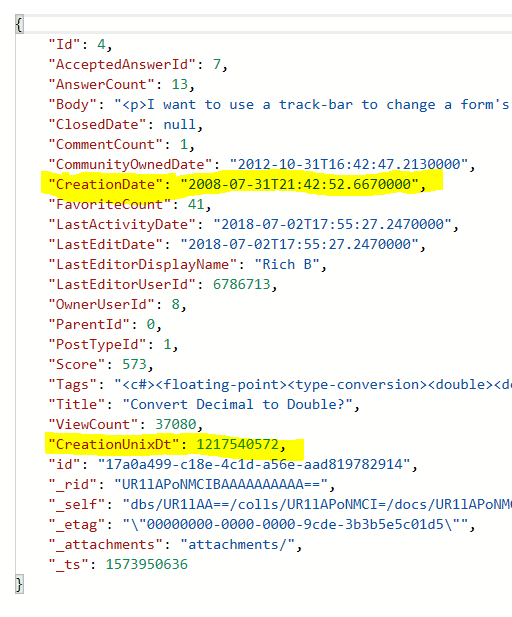 {
"Id": 4,
"AcceptedAnswerId": 7,
"AnswerCount": 13,
"Body": "<p>I want to use a track-bar to change a form's
"ClosedDate": null,
"CommentCount": 1,
"CommunityOwnedDate": "2012-10-31T16:42:47.2130000",
"CreationDate": "2008-07-31T21:42:52.6670000",
"FavoriteCount": 41,
"LastActivityDate": "2018-07-02T17:55:27.2470000",
"LastEditDate": "2018-07-02T17:55:27.2470000",
"LastEditorDisplayName": "Rich B",
"LastEditorUserId": 6786713,
"OwnerUserId": 8,
"ParentId": 0,
"PostTypeId": 1,
"Score": 573,
"Tags": "<c#><floating-point><type-conversion><double><de
"Title": "Convert Decimal to Double?",
"ViewCount": 37080,
"CreationUnixDt": 1217540572,
"id": "17a0a499-c18e-4c1d-a56e-aad819782914",
"_rid": "UR1lAPoNMCIBAAAAAAAAAA==",
"_self": "dbs/UR1lAA==/colls/UR1lAPoNMCI=/docs/UR1lAPoNMC
"_etag": "\"00000000-0000-0000-9cde-3b3b5e5c01d5\"",
"_attachments": "attachments/",
"_ts": 1573950636
}